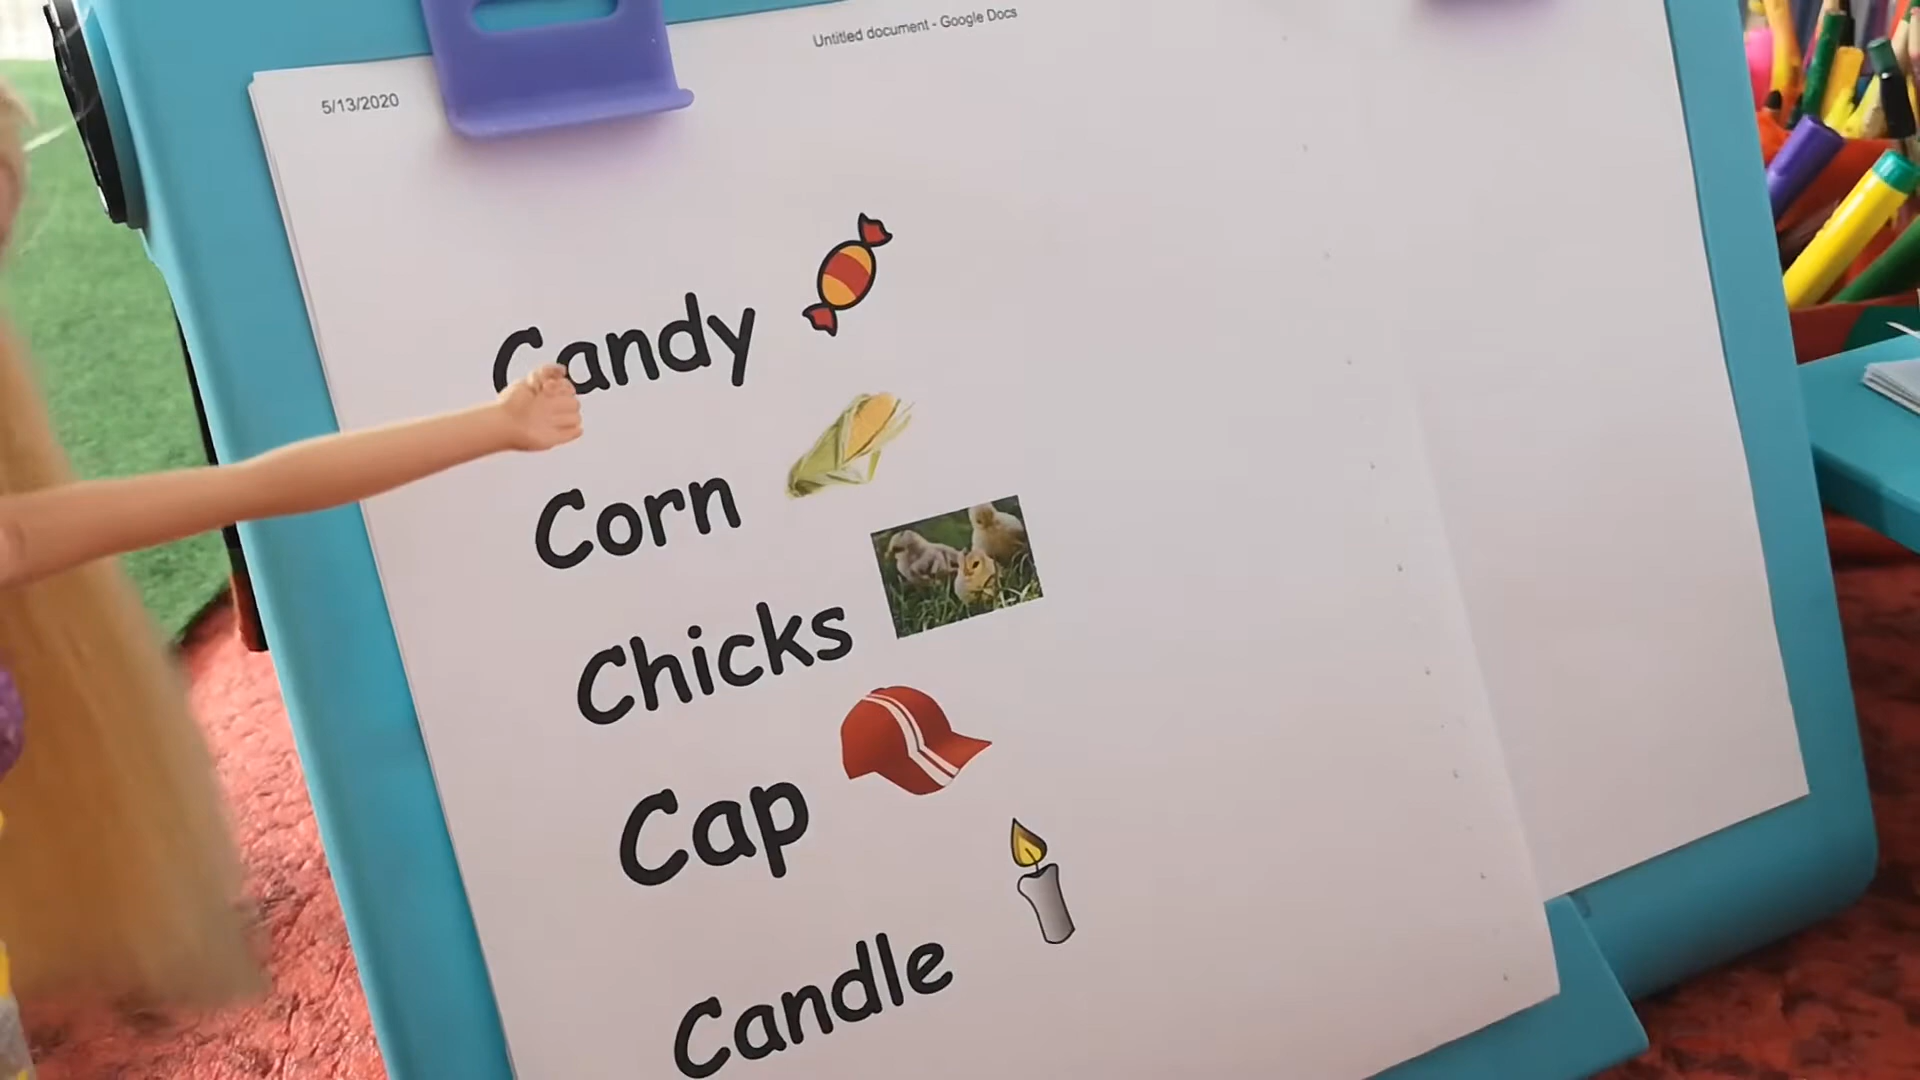 Untitled document - Google Docs
5/13/2020
Candy
Corn
Chicks
Cap
Candle